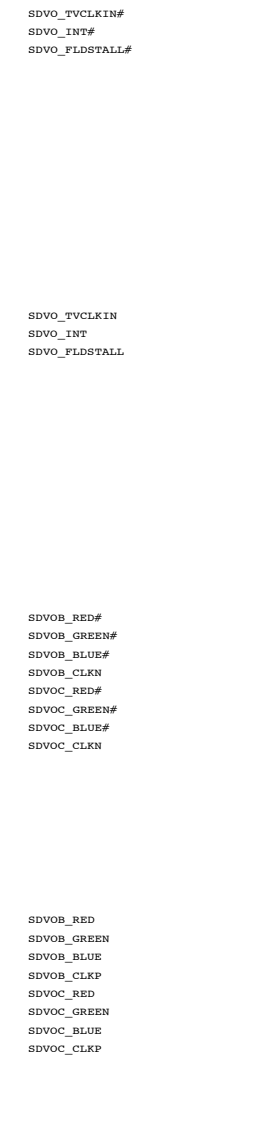 SDVO_TVCLKIN#
SDVO_INT#
SDVO_FLDSTALL#
SDVO_TVCLKIN
SDVO_INT
SDVO_FLDSTALL
SDVOB_RED#
SDVOB_GREEN#
SDVOB_BLUE#
SDVOB_CLKN
SDVOC_RED#
SDVOC_GREEN#
SDVOC_BLUE#
SDVOC_CLKN
SDVOB_RED
SDVOB_GREEN
SDVOB_BLUE
SDVOB_CLKP
SDVOC_RED
SDVOC_GREEN
SDVOC_BLUE
SDVOC_CLKP